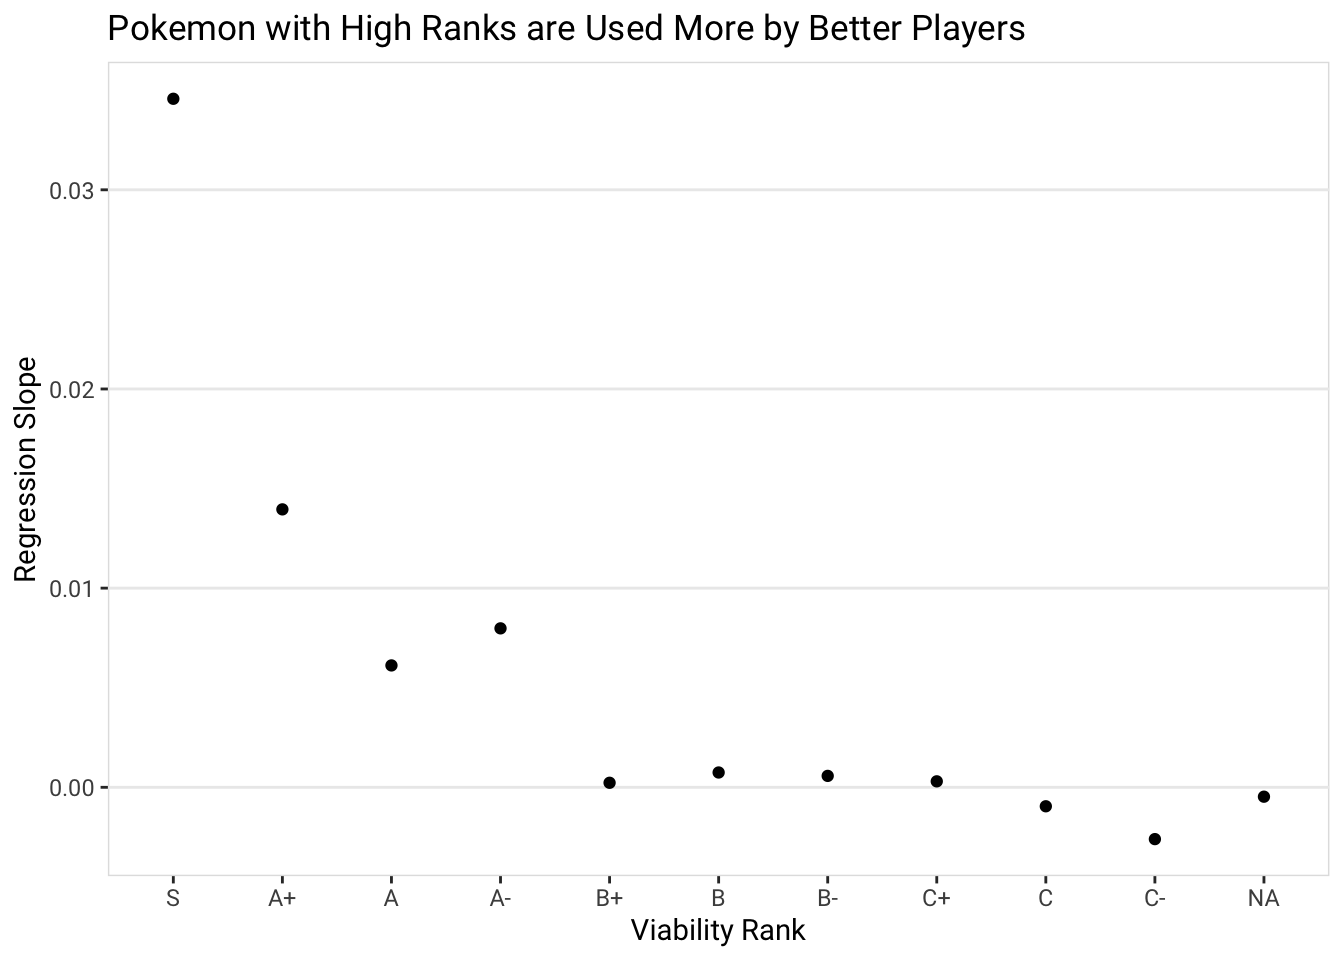 Pokemon with High Ranks are Used More by Better Players
Regression Slope
0.03
0.02
0.01
0.00
S A+ A A- B+ B B- C+ C C- NA
Viability Rank